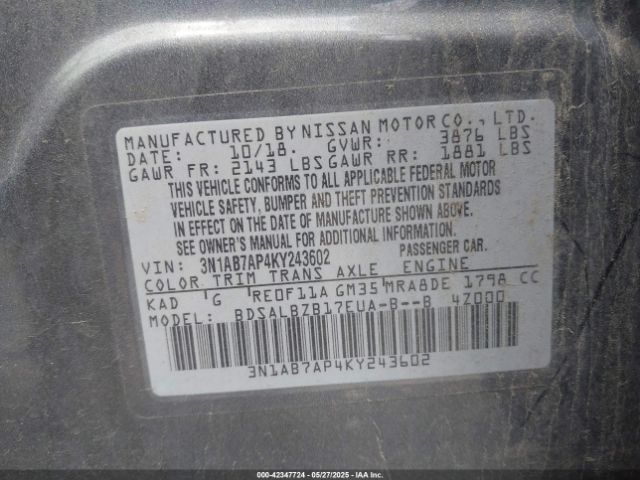 MANUFACTURED BY NISSAN MOTOR CO., LTD.
DATE: 10/18. GVWR: 3876 LBS
GAWR FR: 2143 LBS GAWR RR: 1881 LBS
THIS VEHICLE CONFORMS TO ALL APPLICABLE FEDERAL MOTOR
VEHICLE SAFETY, BUMPER AND THEFT PREVENTION STANDARDS
IN EFFECT ON THE DATE OF MANUFACTURE SHOWN ABOVE.
SEE OWNER'S MANUAL FOR ADDITIONAL INFORMATION.
VIN: 3N1AB7AP4KY243602 PASSENGER CAR.
COLOR TRIM TRANS AXLE ENGINE
KAD G RE0F11A GM35 MRA8DE 1798 CC
MODEL: BDSALBZB17EUA-B--B 4Z000
3N1AB7AP4KY243602
000-42347724 05/27/2025 IAAI.COM